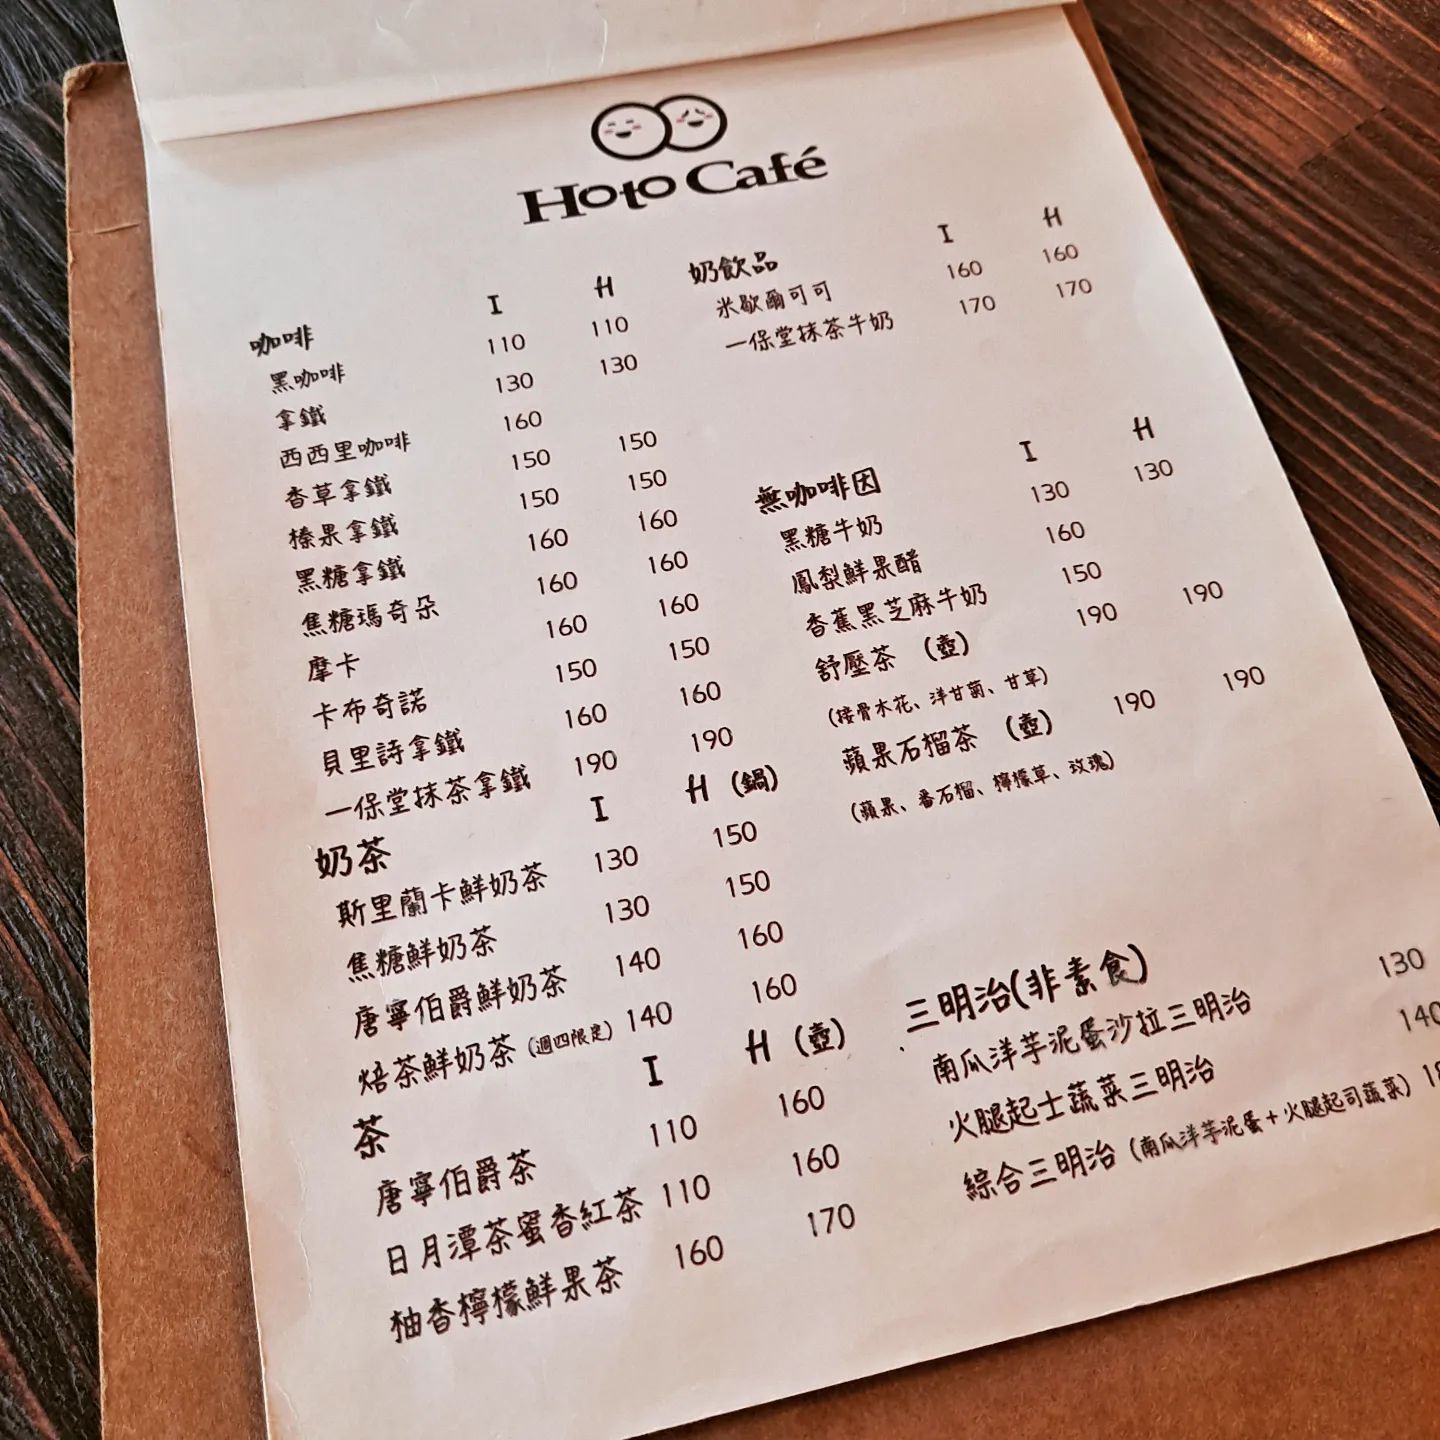 Hoto Café
I H
咖啡
黑咖啡 110 110
拿鐵 130 130
西西里咖啡 160
香草拿鐵 150 150
榛果拿鐵 150 150
黑糖拿鐵 160 160
焦糖瑪奇朵 160 160
摩卡 160 160
卡布奇諾 150 150
貝里詩拿鐵 160 160
一保堂抹茶拿鐵 190 190
I H (鍋)
奶茶
斯里蘭卡鮮奶茶 130 150
焦糖鮮奶茶 130 150
唐寧伯爵鮮奶茶 140 160
焙茶鮮奶茶 (週四限定) 140 160
I H (壺)
茶
唐寧伯爵茶 110 160
日月潭茶蜜香紅茶 110 160
柚香檸檬鮮果茶 160 170
I H
奶飲品
米歇爾可可 160 160
一保堂抹茶牛奶 170 170
I H
無咖啡因
黑糖牛奶 130 130
鳳梨鮮果醋 160
香蕉黑芝麻牛奶 150
舒壓茶 (壺) 190 190
(接骨木花、洋甘菊、甘草)
蘋果石榴茶 (壺) 190 190
(蘋果、番石榴、檸檬草、玫瑰)
三明治(非素食)
南瓜洋芋泥蛋沙拉三明治 130
火腿起士蔬菜三明治 140
綜合三明治 (南瓜洋芋泥蛋+火腿起司蔬菜)